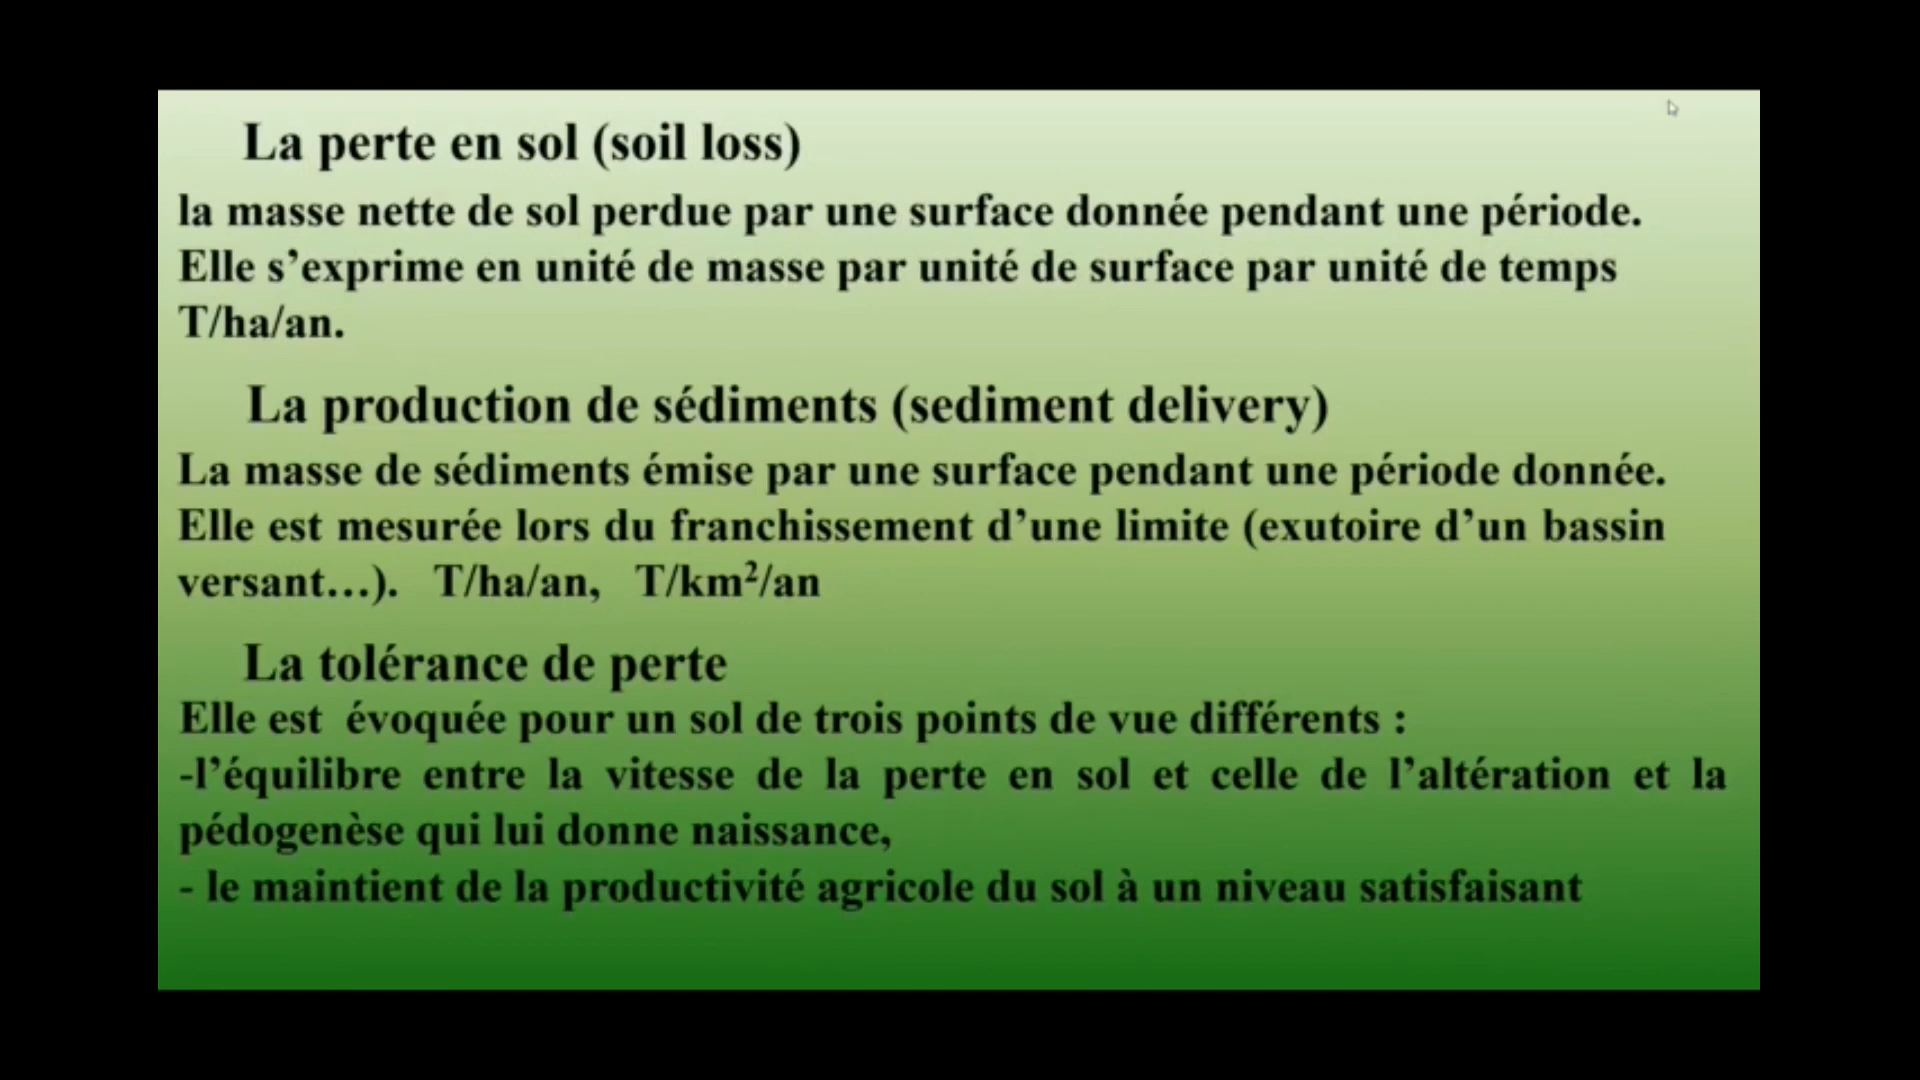 La perte en sol (soil loss)
la masse nette de sol perdue par une surface donnée pendant une période.
Elle s’exprime en unité de masse par unité de surface par unité de temps
T/ha/an.
La production de sédiments (sediment delivery)
La masse de sédiments émise par une surface pendant une période donnée.
Elle est mesurée lors du franchissement d’une limite (exutoire d’un bassin
versant…). T/ha/an, T/km²/an
La tolérance de perte
Elle est évoquée pour un sol de trois points de vue différents :
-l’équilibre entre la vitesse de la perte en sol et celle de l’altération et la
pédogenèse qui lui donne naissance,
- le maintient de la productivité agricole du sol à un niveau satisfaisant